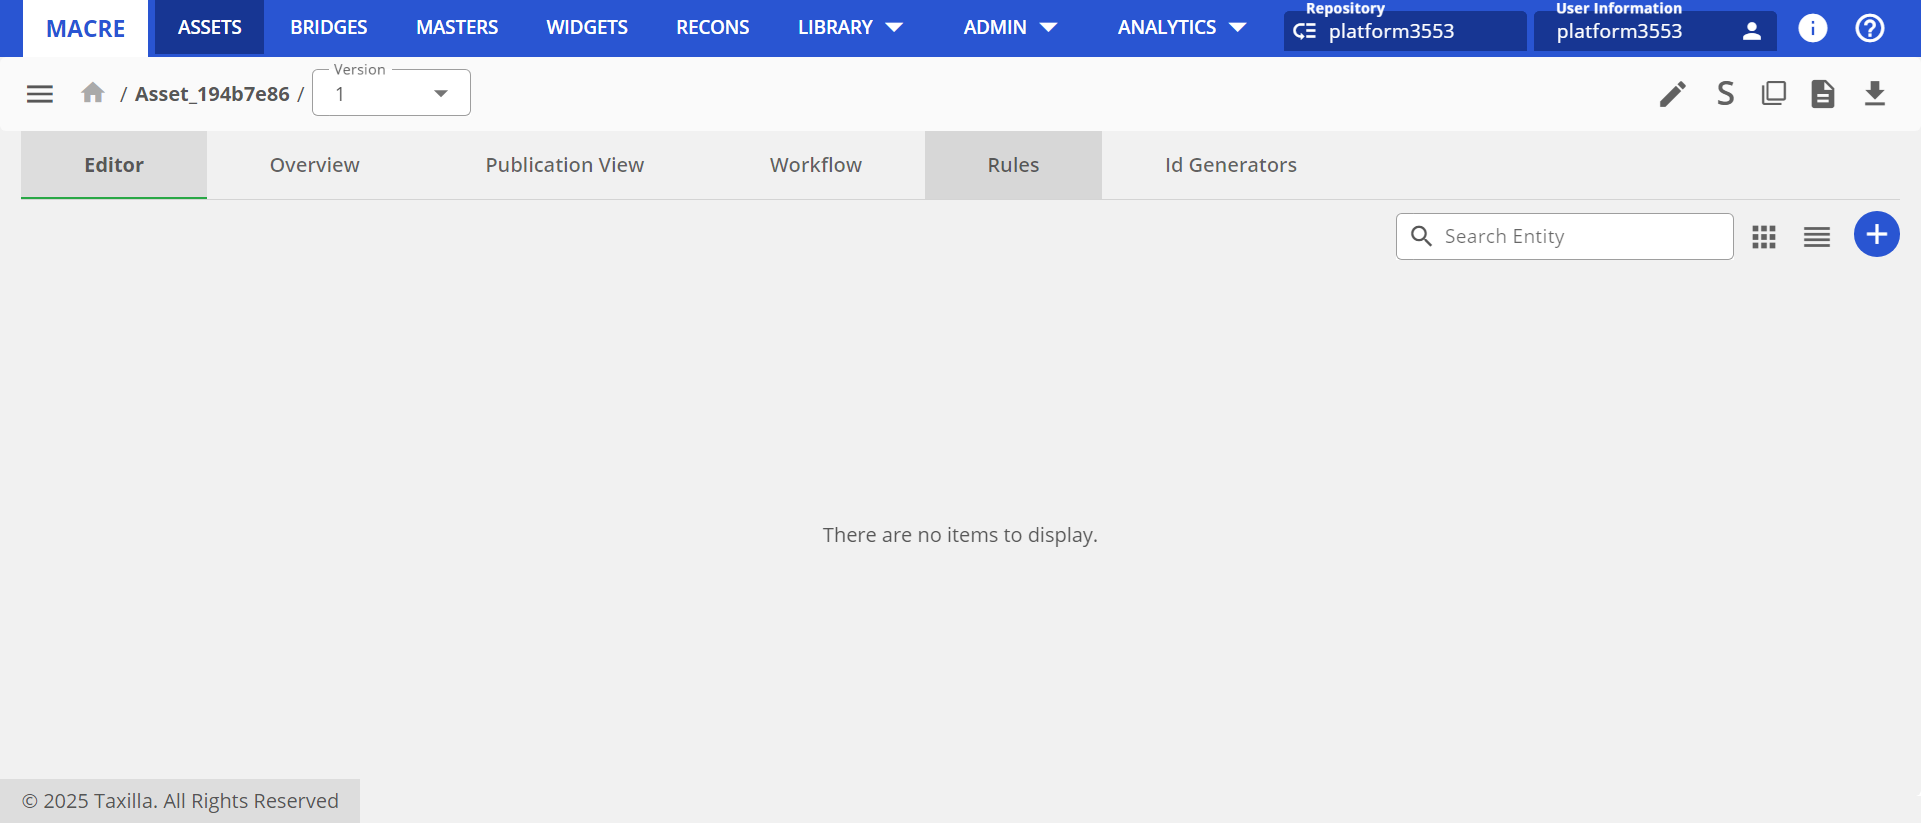 MACRE ASSETS BRIDGES MASTERS WIDGETS RECONS LIBRARY ADMIN ANALYTICS
Repository
platform3553
User Information
platform3553
/ Asset_194b7e86 /
Version
1
S
Editor Overview Publication View Workflow Rules Id Generators
Search Entity
There are no items to display.
© 2025 Taxilla. All Rights Reserved